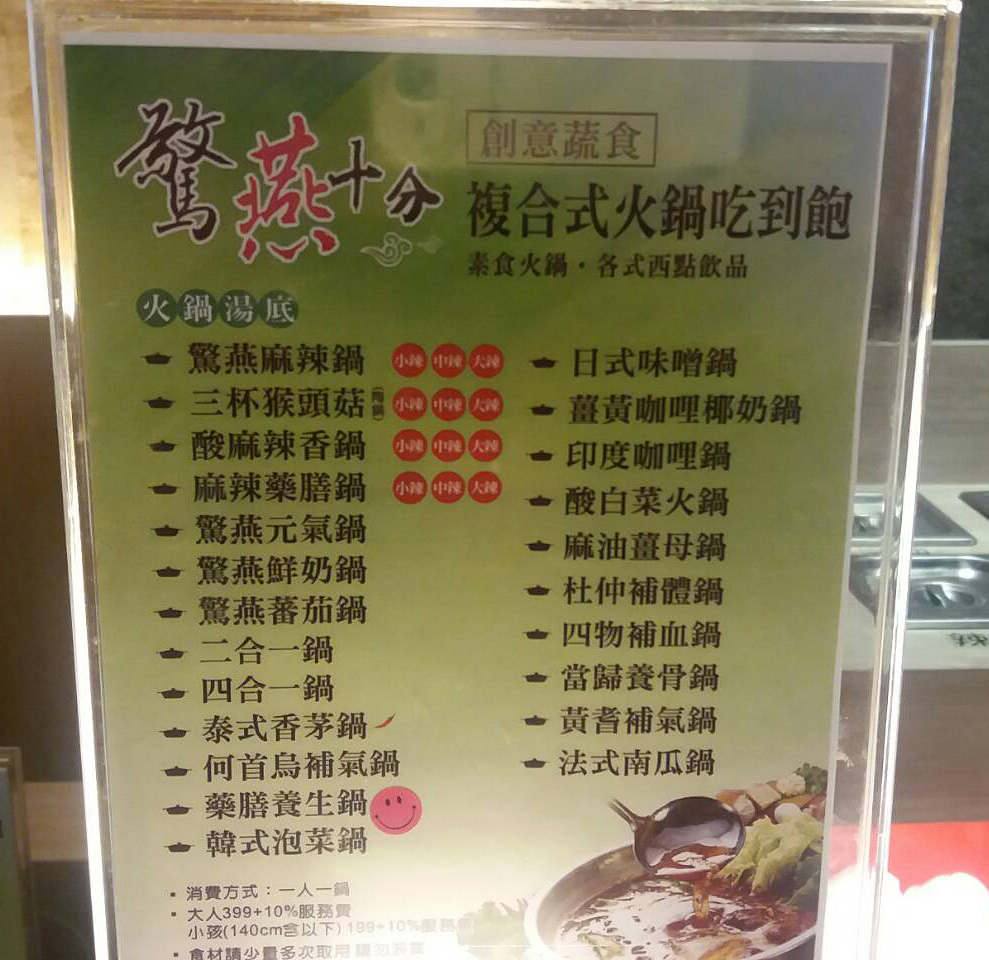 驚燕十分
創意蔬食
複合式火鍋吃到飽
素食火鍋・各式西點飲品
火鍋湯底
驚燕麻辣鍋 小辣 中辣 大辣
三杯猴頭菇 小辣 中辣 大辣
酸麻辣香鍋 小辣 中辣 大辣
麻辣藥膳鍋 小辣 中辣 大辣
驚燕元氣鍋
驚燕鮮奶鍋
驚燕蕃茄鍋
二合一鍋
四合一鍋
泰式香茅鍋
何首烏補氣鍋
藥膳養生鍋
韓式泡菜鍋
日式味噌鍋
薑黃咖哩椰奶鍋
印度咖哩鍋
酸白菜火鍋
麻油薑母鍋
杜仲補體鍋
四物補血鍋
當歸養骨鍋
黃耆補氣鍋
法式南瓜鍋
▪ 消費方式：一人一鍋
▪ 大人399+10%服務費
小孩(140cm含以下) 199+10%服務費
▪ 食材請少量多次取用 請勿浪費